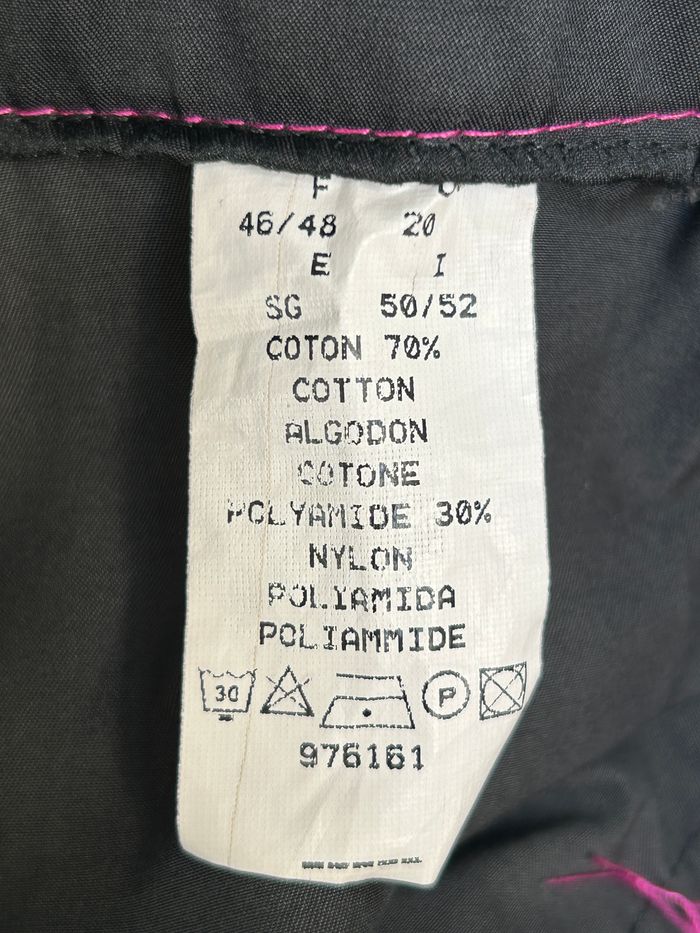 F
46/48 20
E I
SG 50/52
COTON 70%
COTTON
ALGODON
COTONE
POLYAMIDE 30%
NYLON
POLIAMIDA
POLIAMMIDE
30 P
976161